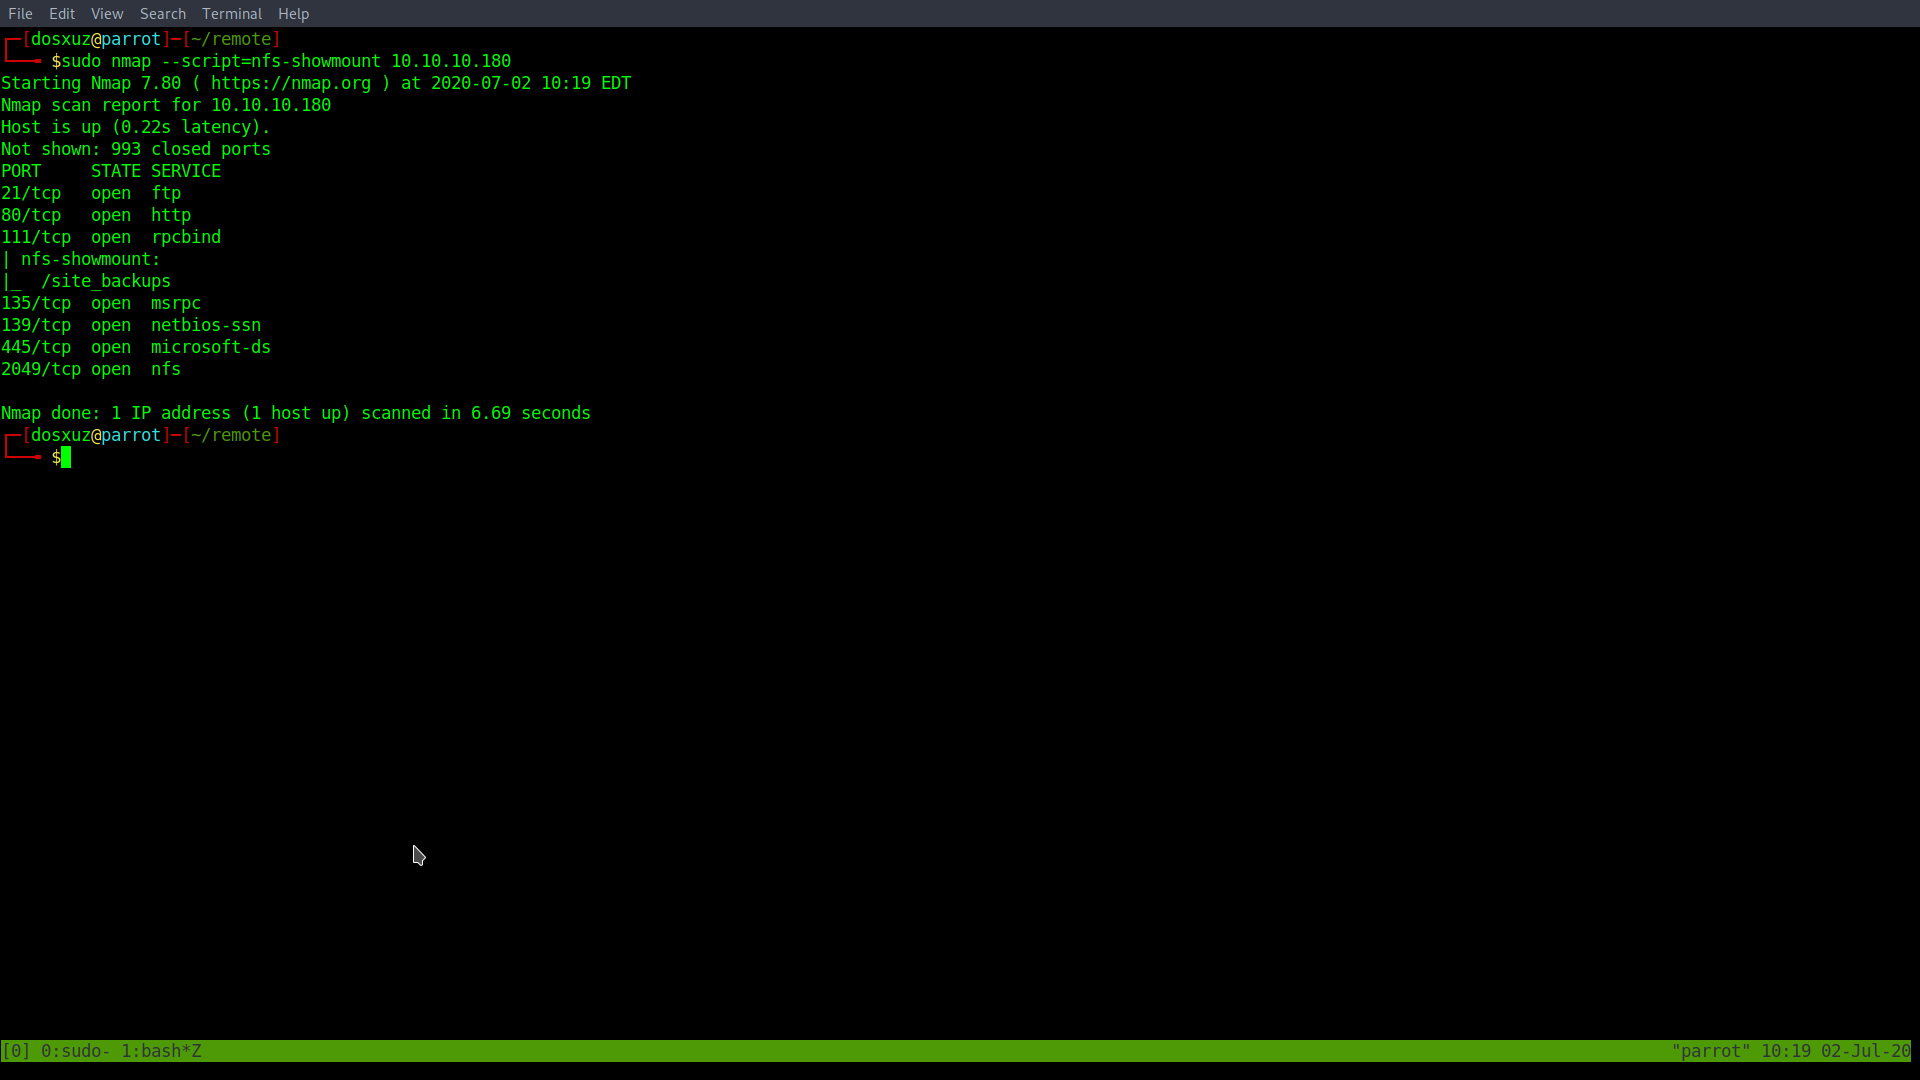 File Edit View Search Terminal Help
┌─[dosxuz@parrot]─[~/remote]
└──╼ $sudo nmap --script=nfs-showmount 10.10.10.180
Starting Nmap 7.80 ( https://nmap.org ) at 2020-07-02 10:19 EDT
Nmap scan report for 10.10.10.180
Host is up (0.22s latency).
Not shown: 993 closed ports
PORT     STATE SERVICE
21/tcp   open  ftp
80/tcp   open  http
111/tcp  open  rpcbind
| nfs-showmount:
|_  /site_backups
135/tcp  open  msrpc
139/tcp  open  netbios-ssn
445/tcp  open  microsoft-ds
2049/tcp open  nfs
Nmap done: 1 IP address (1 host up) scanned in 6.69 seconds
┌─[dosxuz@parrot]─[~/remote]
└──╼ $
[0] 0:sudo- 1:bash*Z "parrot" 10:19 02-Jul-20